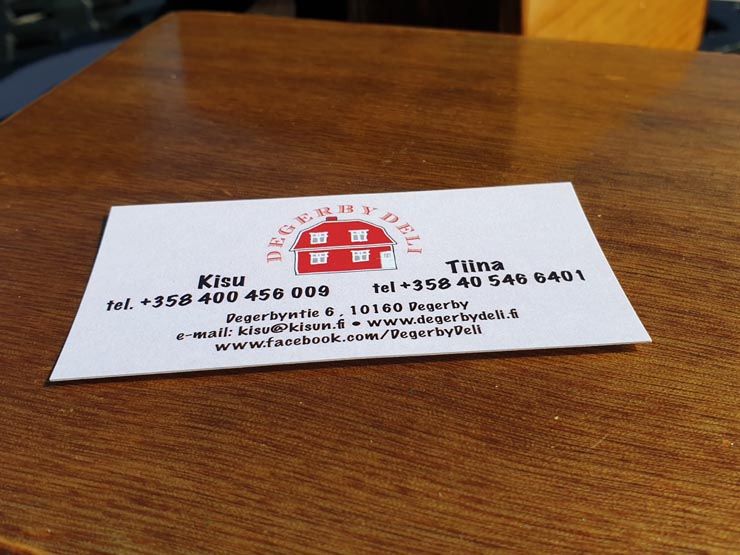 DEGERBY DELI
Kisu
tel. +358 400 456 009
Tiina
tel +358 40 546 6401
Degerbyntie 6 , 10160 Degerby
e-mail: kisu@kisun.fi • www.degerbydeli.fi
www.facebook.com/DegerbyDeli